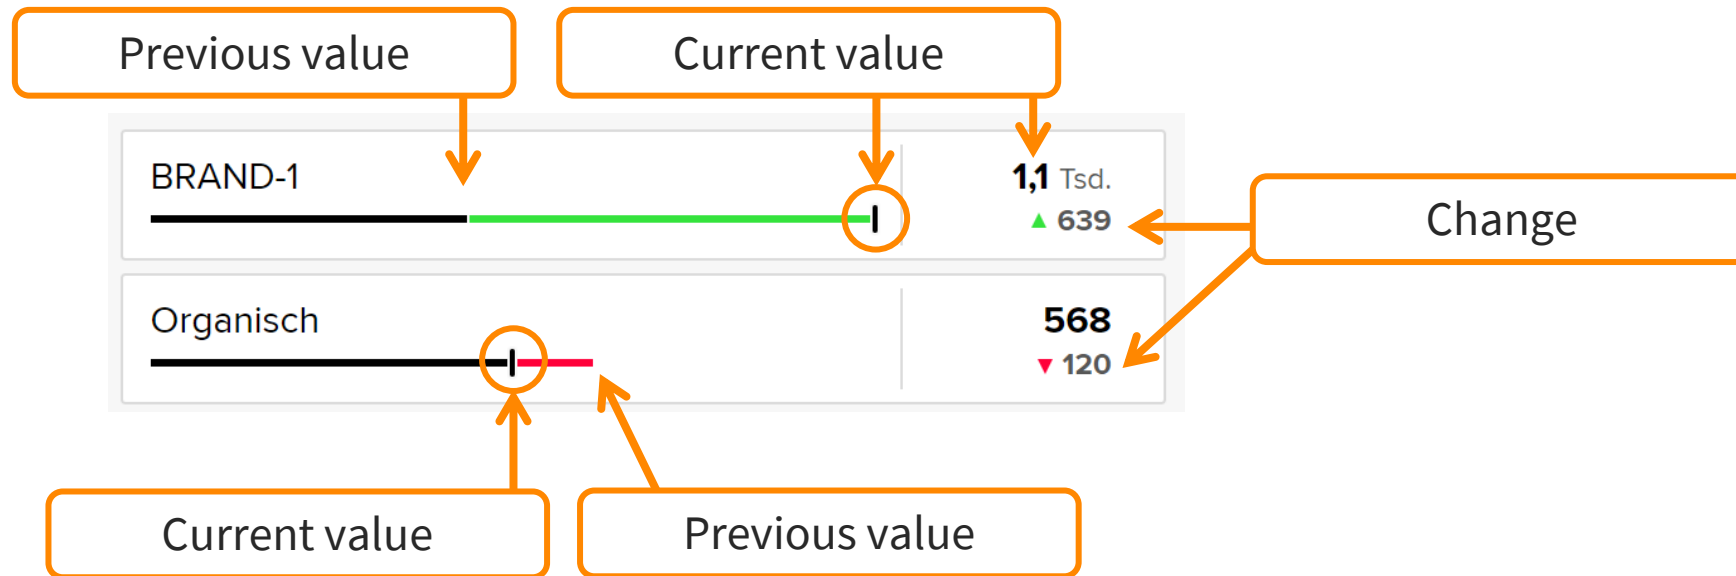 Previous value
Current value
BRAND-1
1,1 Tsd.
▲ 639
Change
Organisch
568
▼ 120
Current value
Previous value